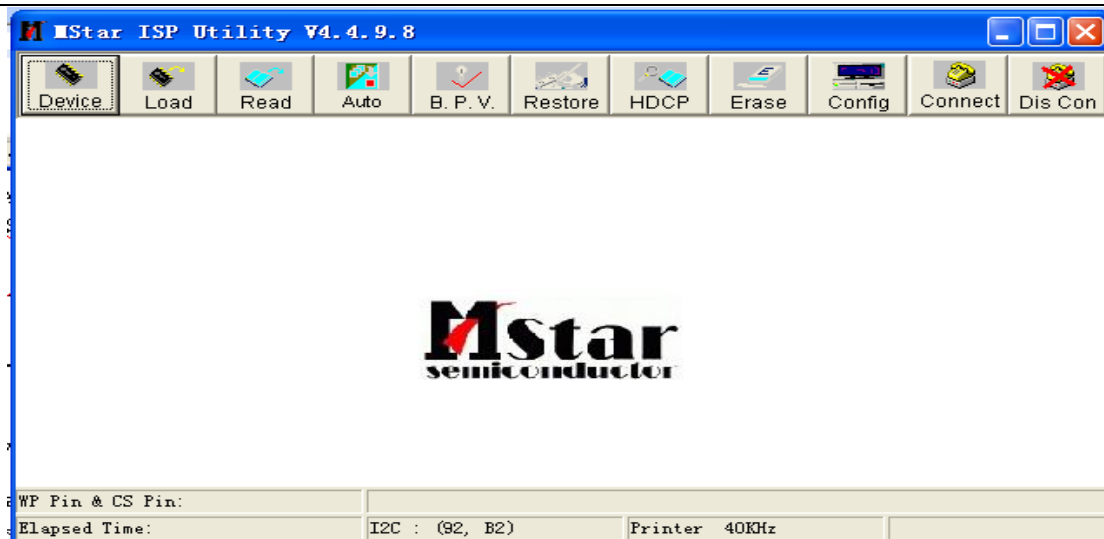 MStar ISP Utility V4.4.9.8
Device Load Read Auto B.P.V. Restore HDCP Erase Config Connect Dis Con
MStar
semiconductor
WP Pin & CS Pin:
Elapsed Time: I2C : (92, B2) Printer 40KHz